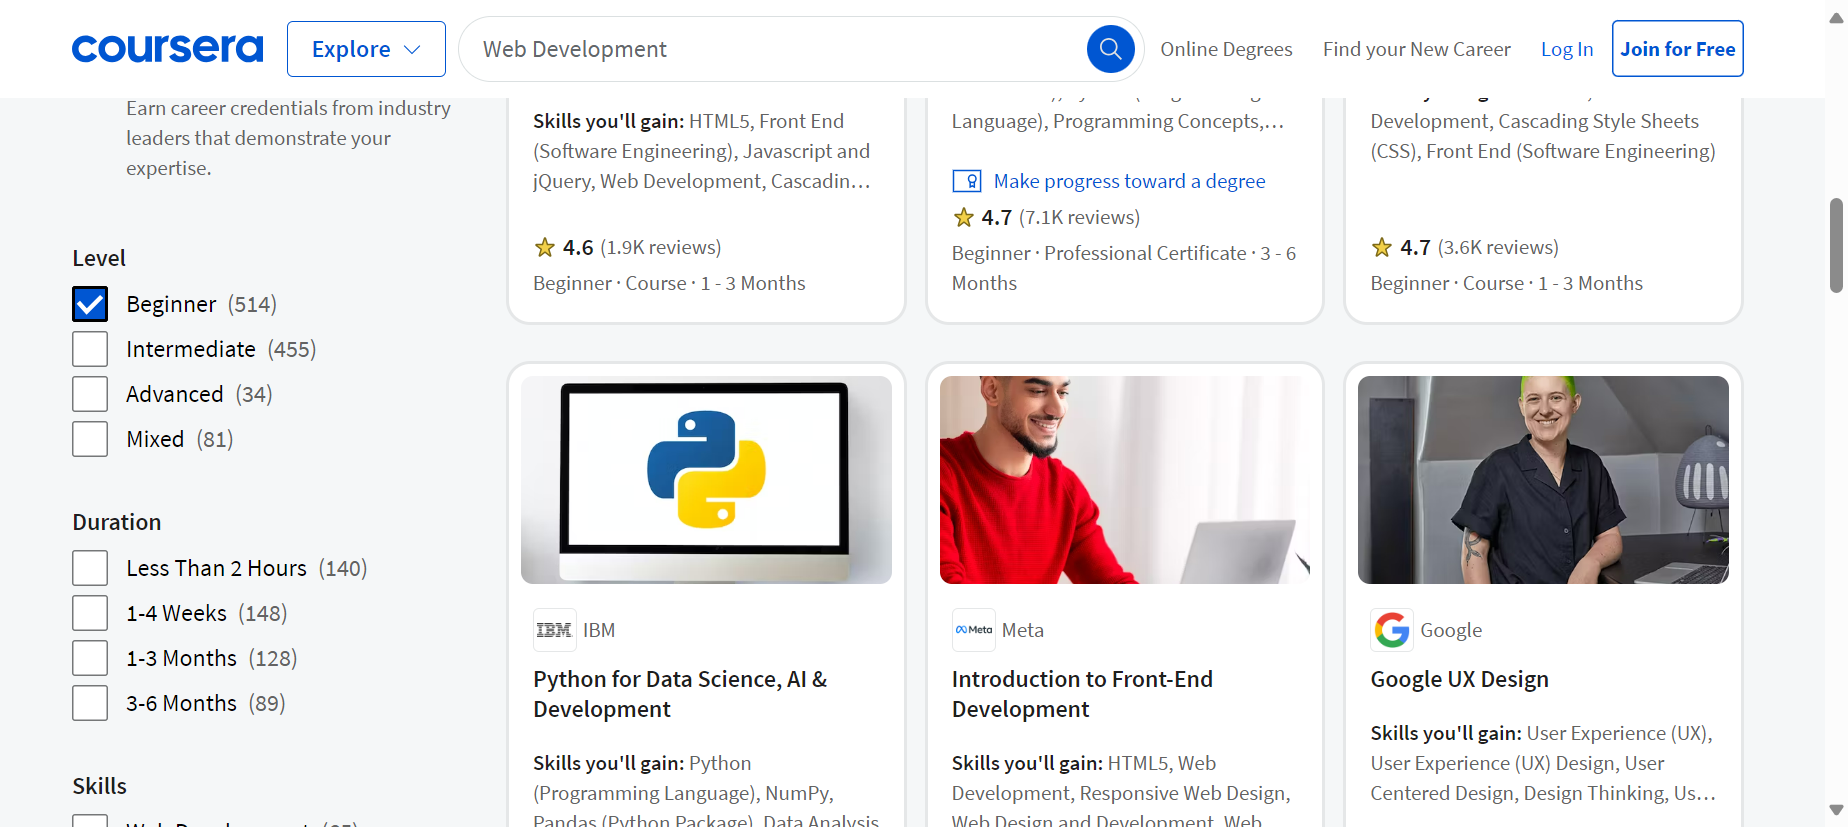 coursera
Explore
Web Development
Online Degrees
Find your New Career
Log In
Join for Free
Earn career credentials from industry
leaders that demonstrate your
expertise.
Level
Beginner (514)
Intermediate (455)
Advanced (34)
Mixed (81)
Duration
Less Than 2 Hours (140)
1-4 Weeks (148)
1-3 Months (128)
3-6 Months (89)
Skills
Skills you'll gain: HTML5, Front End
(Software Engineering), Javascript and
jQuery, Web Development, Cascadin...
4.6 (1.9K reviews)
Beginner · Course · 1 - 3 Months
Language), Programming Concepts,...
Make progress toward a degree
4.7 (7.1K reviews)
Beginner · Professional Certificate · 3 - 6
Months
Development, Cascading Style Sheets
(CSS), Front End (Software Engineering)
4.7 (3.6K reviews)
Beginner · Course · 1 - 3 Months
IBM IBM
Python for Data Science, AI &
Development
Skills you'll gain: Python
(Programming Language), NumPy,
Pandas (Python Package), Data Analysis
Meta Meta
Introduction to Front-End
Development
Skills you'll gain: HTML5, Web
Development, Responsive Web Design,
Web Design and Development, Web
Google
Google UX Design
Skills you'll gain: User Experience (UX),
User Experience (UX) Design, User
Centered Design, Design Thinking, Us...